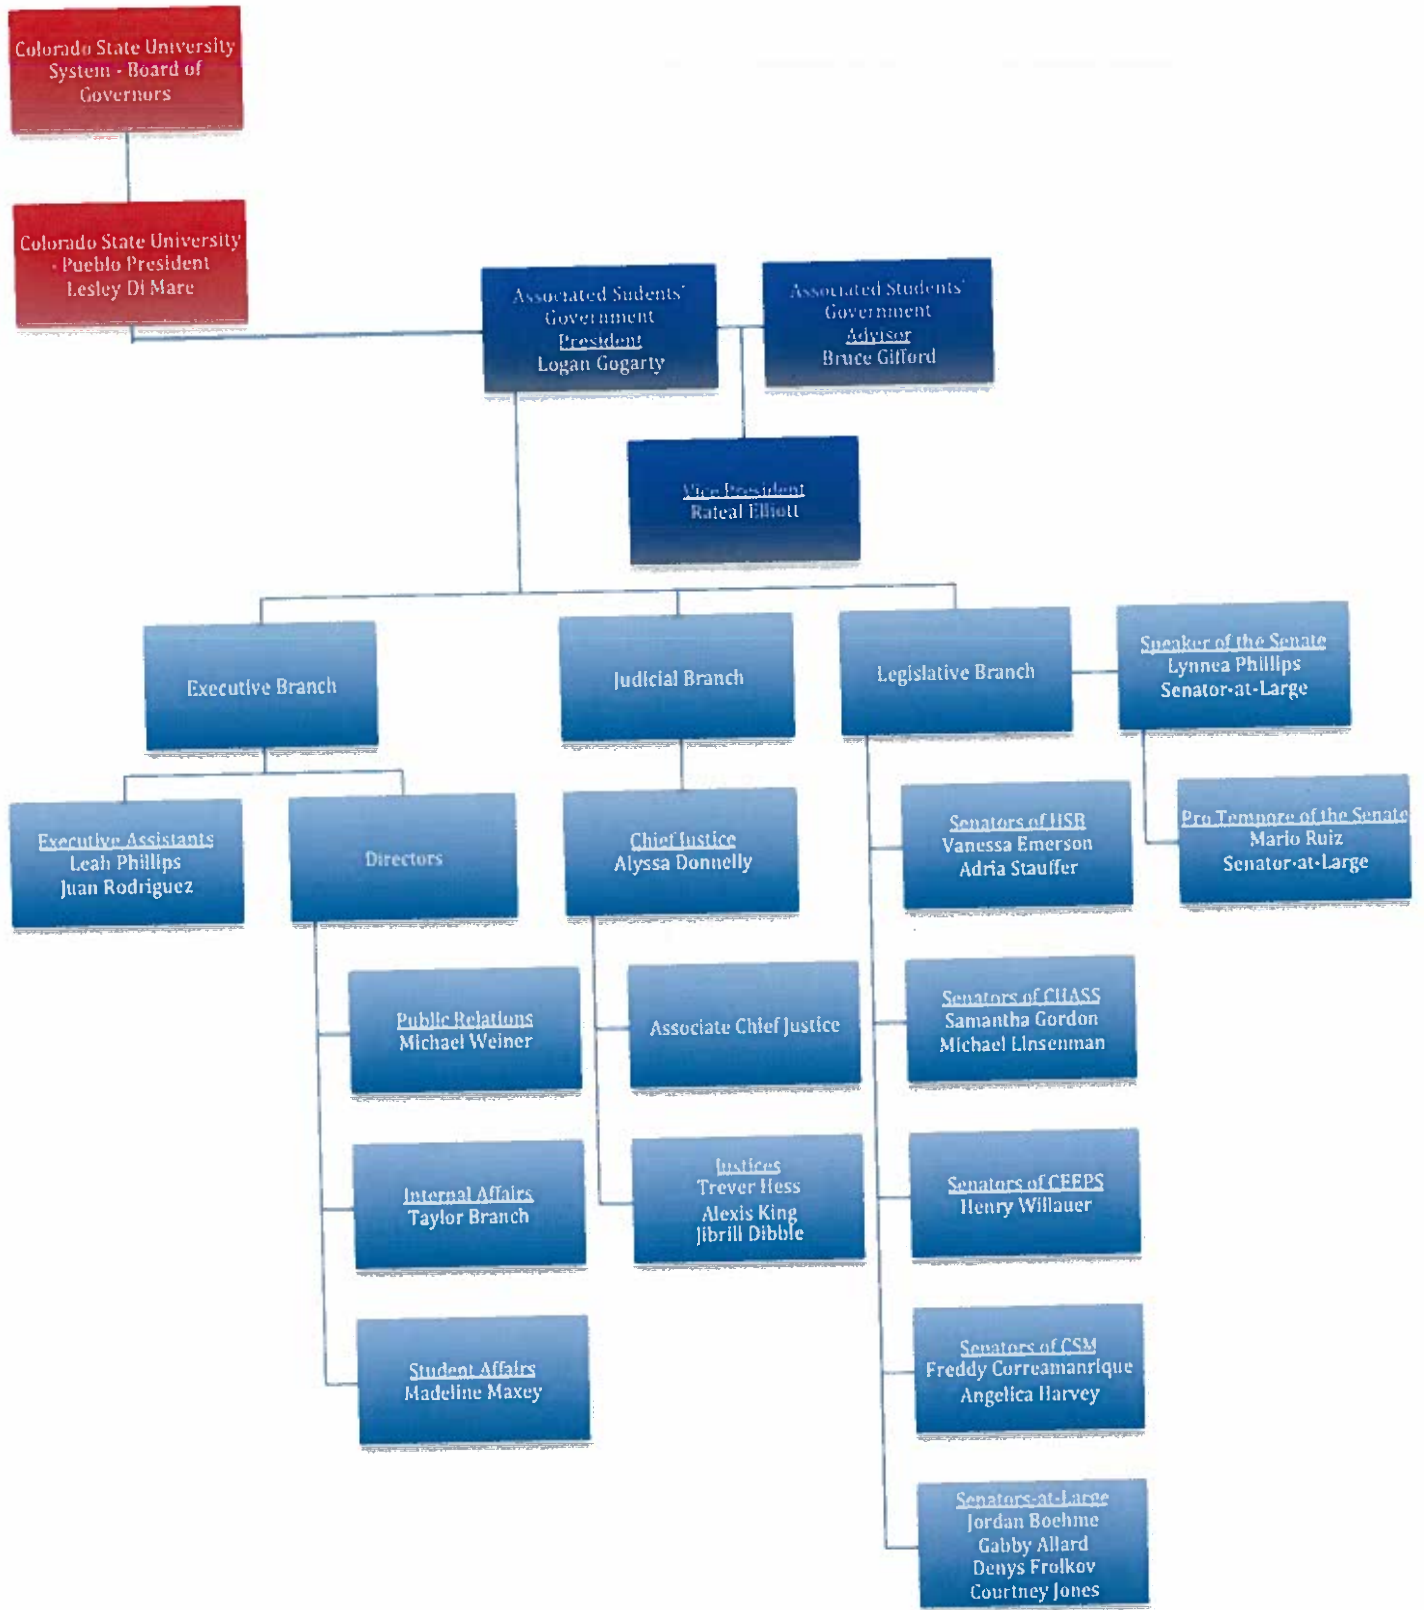 Colorado State University
System - Board of
Governors
Colorado State University
- Pueblo President
Lesley Di Mare
Associated Sudents'
Government
President
Logan Gogarty
Associated Students'
Government
Advisor
Bruce Gifford
Vice President
Rateal Elliott
Executive Branch
Judicial Branch
Legislative Branch
Speaker of the Senate
Lynnea Phillips
Senator-at-Large
Executive Assistants
Leah Phillips
Juan Rodriguez
Directors
Chief Justice
Alyssa Donnelly
Senators of HSB
Vanessa Emerson
Adria Stauffer
Pro Tempore of the Senate
Mario Ruiz
Senator-at-Large
Public Relations
Michael Weiner
Associate Chief Justice
Senators of CHASS
Samantha Gordon
Michael Linsenman
Internal Affairs
Taylor Branch
Justices
Trever Hess
Alexis King
Jibrill Dibble
Senators of CEEPS
Henry Willauer
Student Affairs
Madeline Maxey
Senators of CSM
Freddy Correamanrique
Angelica Harvey
Senators-at-Large
Jordan Boehme
Gabby Allard
Denys Frolkov
Courtney Jones